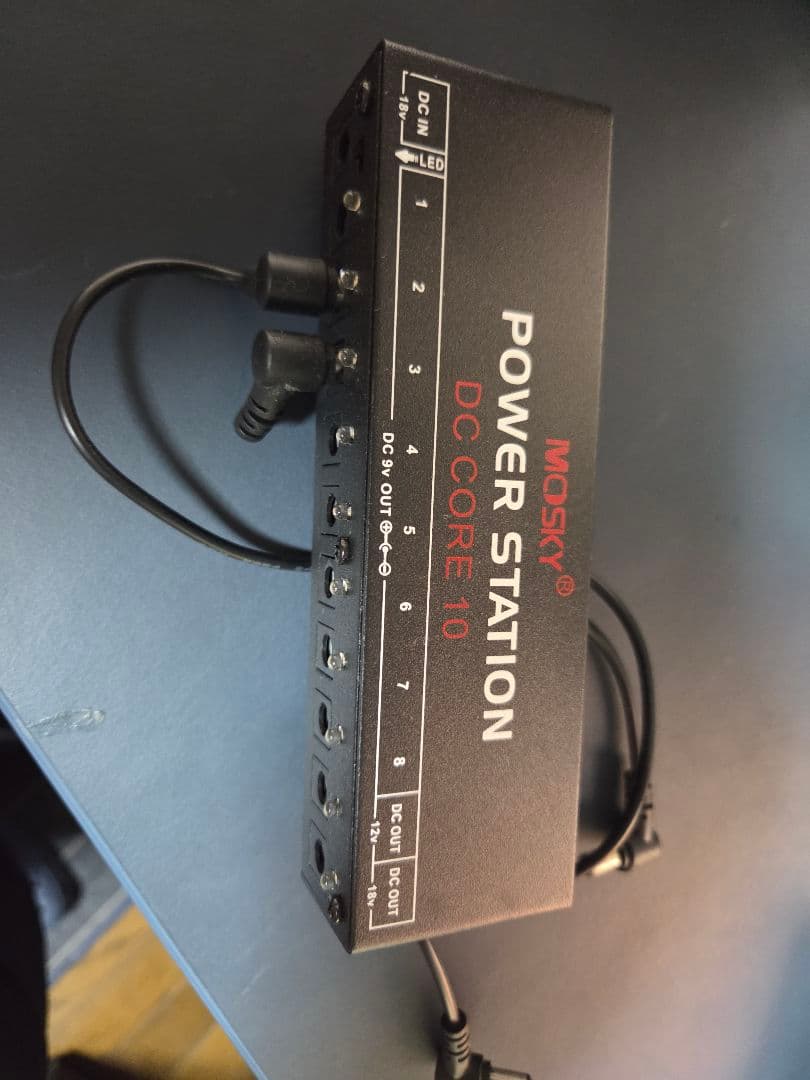 MOSKY®
POWER STATION
DC CORE 10
DC IN
LED
1 2 3 4 5 6 7 8
DC OUT
DC OUT
18v
DC 9v OUT
12v
18v